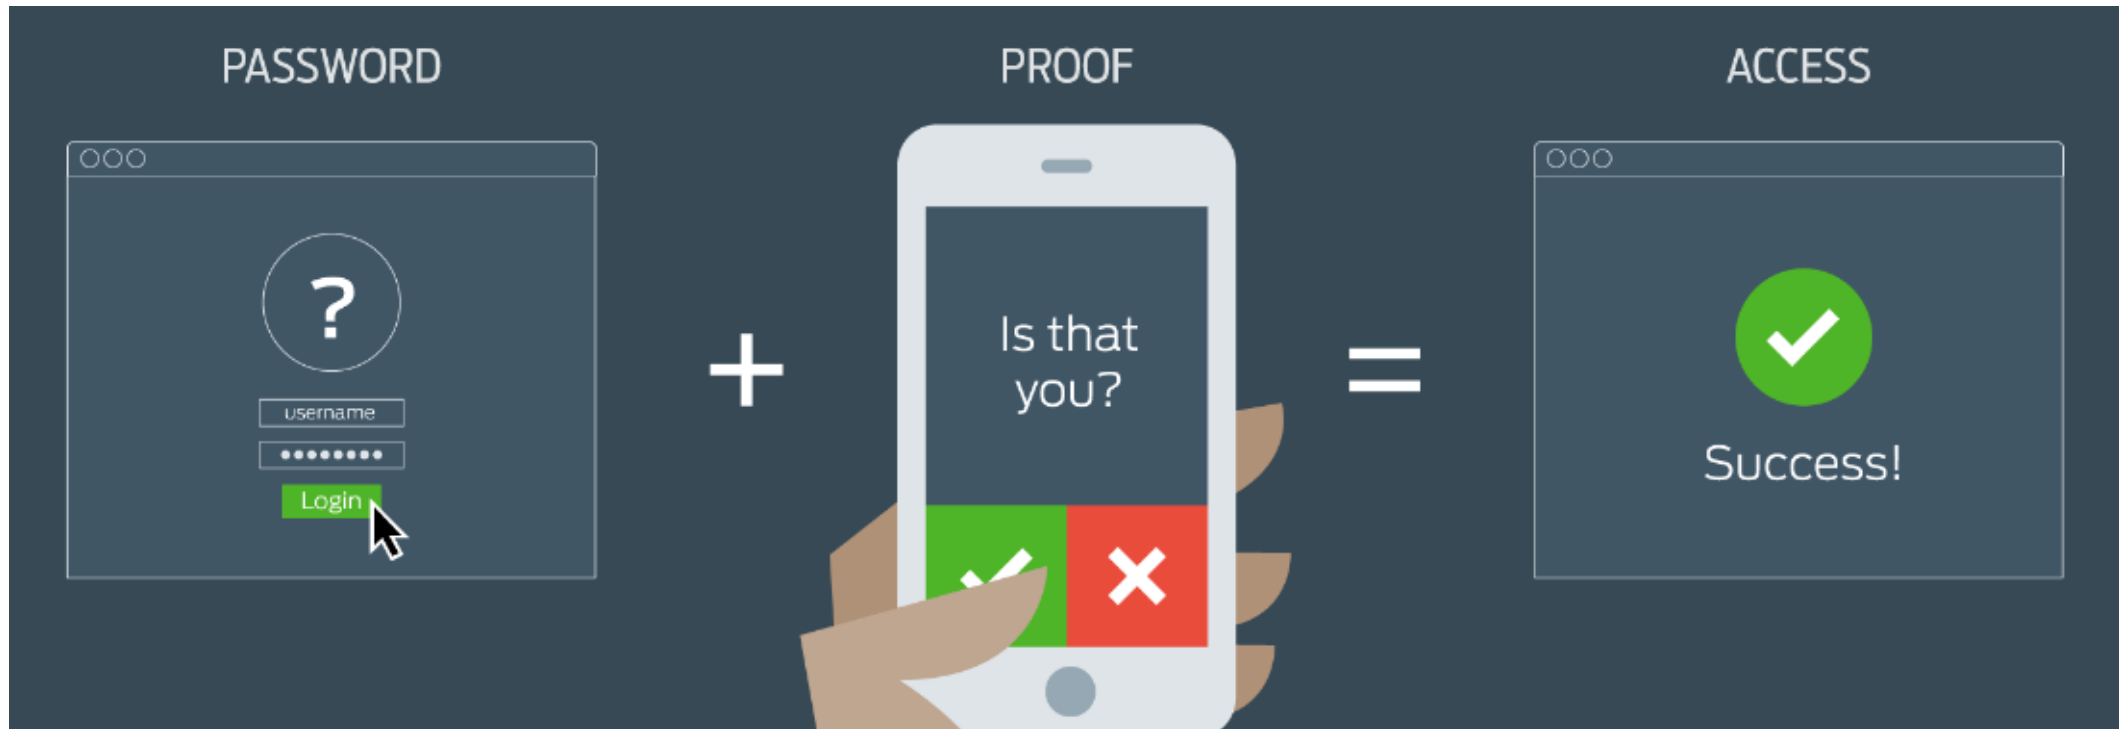 PASSWORD
PROOF
ACCESS
?
username
Login
+
Is that
you?
=
Success!